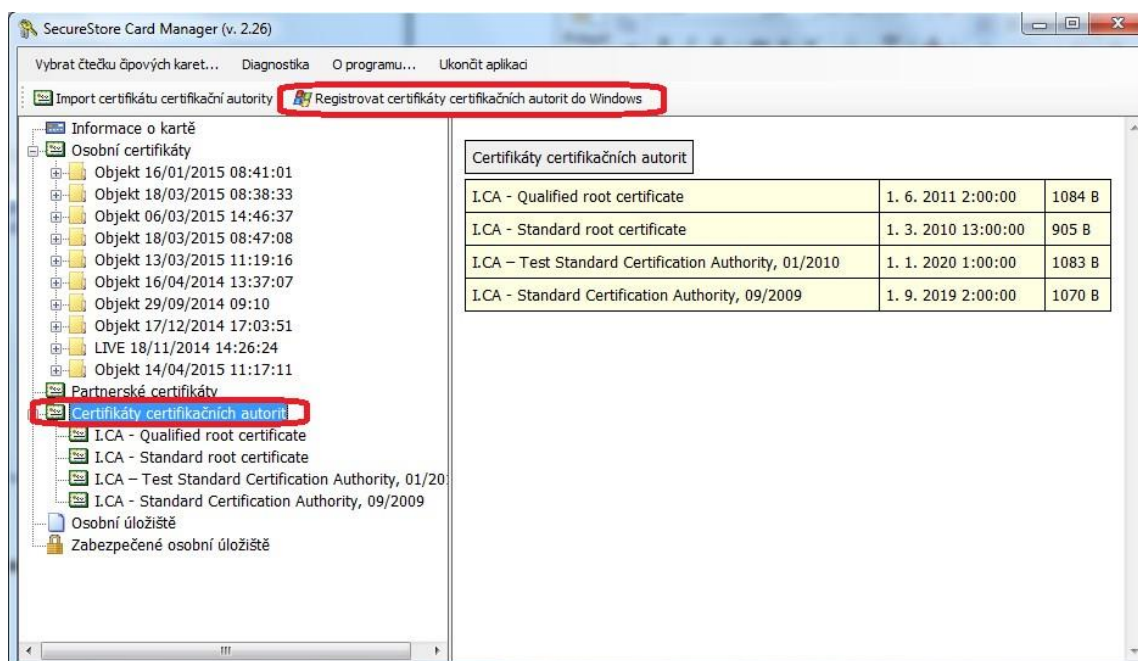 SecureStore Card Manager (v. 2.26)
Vybrat čtečku čipových karet... Diagnostika O programu... Ukončit aplikaci
Import certifikátu certifikační autority Registrovat certifikáty certifikačních autorit do Windows
Informace o kartě
Osobní certifikáty
Objekt 16/01/2015 08:41:01
Objekt 18/03/2015 08:38:33
Objekt 06/03/2015 14:46:37
Objekt 18/03/2015 08:47:08
Objekt 13/03/2015 11:19:16
Objekt 16/04/2014 13:37:07
Objekt 29/09/2014 09:10
Objekt 17/12/2014 17:03:51
LIVE 18/11/2014 14:26:24
Objekt 14/04/2015 11:17:11
Partnerské certifikáty
Certifikáty certifikačních autorit
I.CA - Qualified root certificate
I.CA - Standard root certificate
I.CA – Test Standard Certification Authority, 01/20
I.CA - Standard Certification Authority, 09/2009
Osobní úložiště
Zabezpečené osobní úložiště
Certifikáty certifikačních autorit
I.CA - Qualified root certificate 1. 6. 2011 2:00:00 1084 B
I.CA - Standard root certificate 1. 3. 2010 13:00:00 905 B
I.CA – Test Standard Certification Authority, 01/2010 1. 1. 2020 1:00:00 1083 B
I.CA - Standard Certification Authority, 09/2009 1. 9. 2019 2:00:00 1070 B